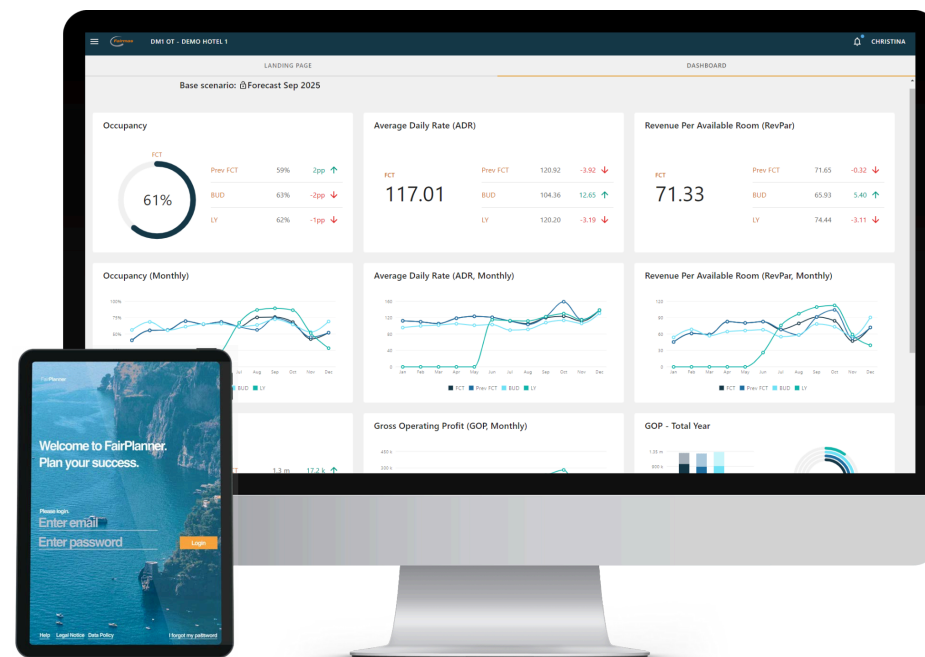 Fairmas
DM1 OT - DEMO HOTEL 1
CHRISTINA
LANDING PAGE
DASHBOARD
Base scenario: Forecast Sep 2025
Occupancy
FCT
61%
Prev FCT 59% 2pp
BUD 63% -2pp
LY 62% -1pp
Average Daily Rate (ADR)
FCT
117.01
Prev FCT 120.92 -3.92
BUD 104.36 12.65
LY 120.20 -3.19
Revenue Per Available Room (RevPar)
FCT
71.33
Prev FCT 71.65 -0.32
BUD 65.93 5.40
LY 74.44 -3.11
Occupancy (Monthly)
100%
75%
50%
Jul Aug Sep Oct Nov Dec
BUD LY
Average Daily Rate (ADR, Monthly)
160
120
80
40
0
Jan Feb Mar Apr May Jun Jul Aug Sep Oct Nov Dec
FCT Prev FCT BUD LY
Revenue Per Available Room (RevPar, Monthly)
120
90
60
0
Jan Feb Mar Apr May Jun Jul Aug Sep Oct Nov Dec
FCT Prev FCT BUD LY
1.3 m 17.2 k
Gross Operating Profit (GOP, Monthly)
GOP - Total Year
FairPlanner
Welcome to FairPlanner.
Plan your success.
Please login.
Enter email
Enter password
Login
Help Legal Notice Data Policy I forgot my password